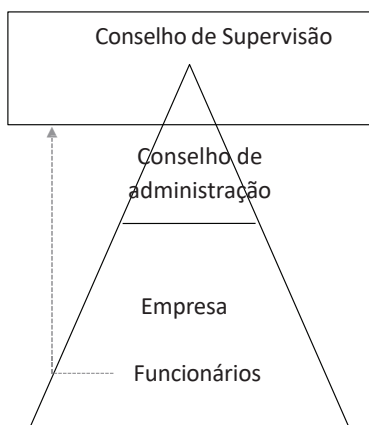 Conselho de Supervisão
Conselho de
administração
Empresa
Funcionários